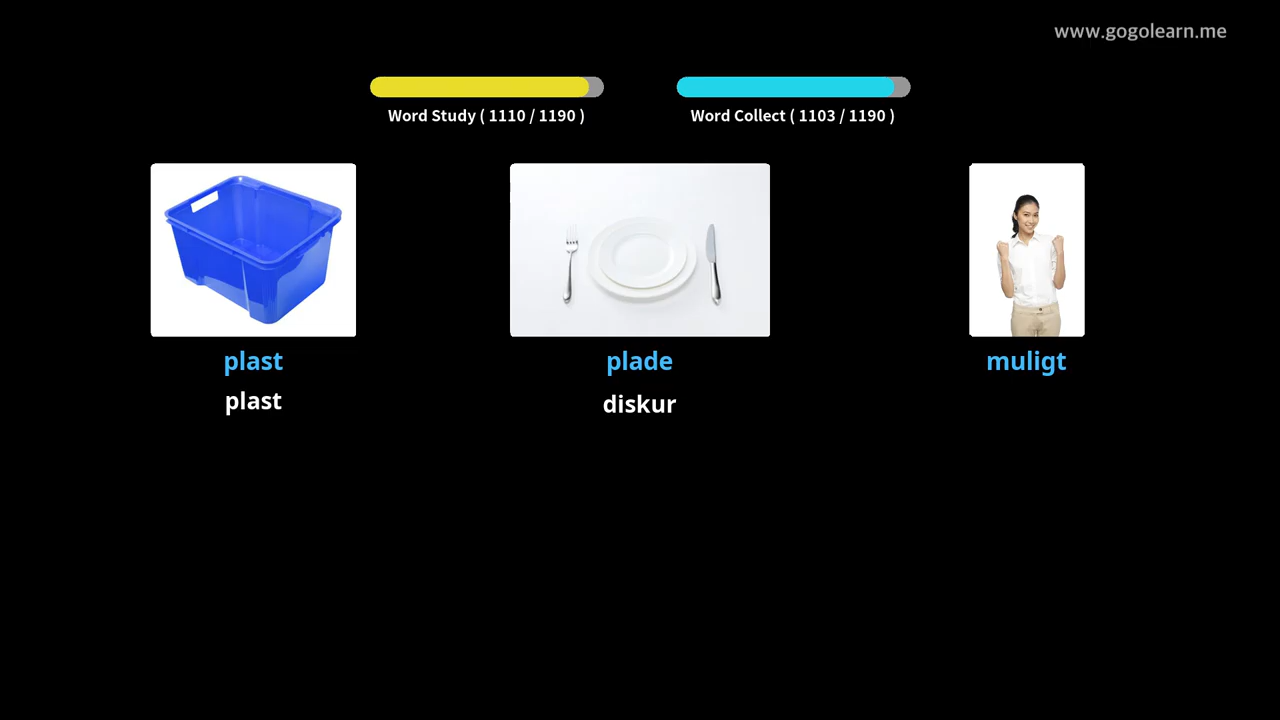 www.gogolearn.me
Word Study ( 1110 / 1190 )
Word Collect ( 1103 / 1190 )
plast
plade
muligt
plast
diskur